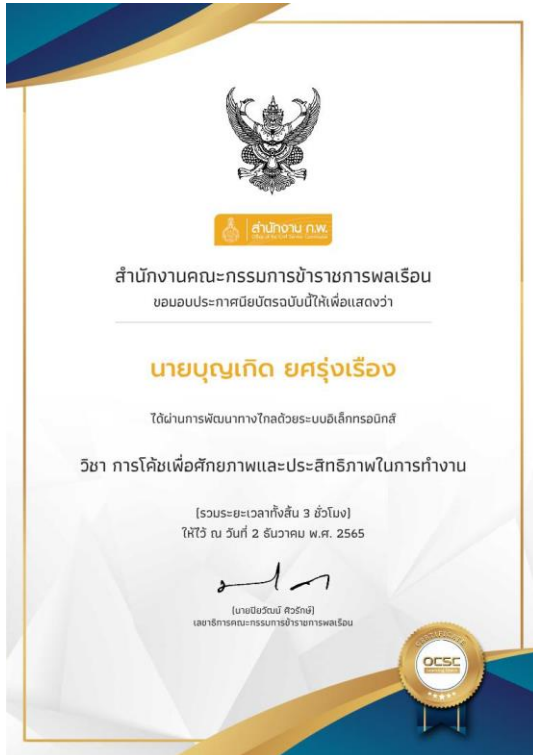 สำนักงาน ก.พ.
สำนักงานคณะกรรมการข้าราชการพลเรือน
ขอมอบประกาศนียบัตรฉบับนี้ให้เพื่อแสดงว่า
นายบุญเกิด ยศรุ่งเรือง
ได้ผ่านการพัฒนาทางไกลด้วยระบบอิเล็กทรอนิกส์
วิชา การโค้ชเพื่อศักยภาพและประสิทธิภาพในการทำงาน
(รวมระยะเวลาทั้งสิ้น 3 ชั่วโมง)
ให้ไว้ ณ วันที่ 2 ธันวาคม พ.ศ. 2565
(นายปิยวัฒน์ ศิวรักษ์)
เลขาธิการคณะกรรมการข้าราชการพลเรือน
CERTIFICATE
OCSC